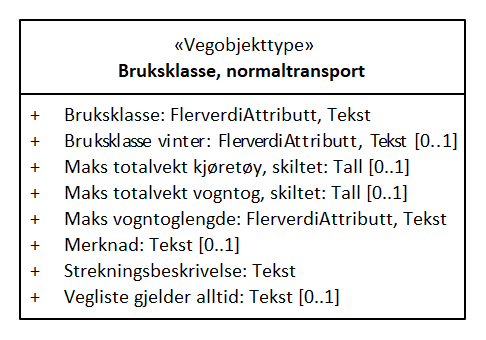 «Vegobjekttype»
Bruksklasse, normaltransport
+ Bruksklasse: FlerverdiAttributt, Tekst
+ Bruksklasse vinter: FlerverdiAttributt, Tekst [0..1]
+ Maks totalvekt kjøretøy, skiltet: Tall [0..1]
+ Maks totalvekt vogntog, skiltet: Tall [0..1]
+ Maks vogntoglengde: FlerverdiAttributt, Tekst
+ Merknad: Tekst [0..1]
+ Strekningsbeskrivelse: Tekst
+ Vegliste gjelder alltid: Tekst [0..1]